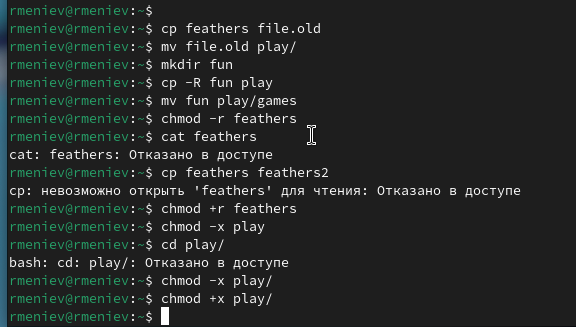 rmeniev@rmeniev:~$
rmeniev@rmeniev:~$ cp feathers file.old
rmeniev@rmeniev:~$ mv file.old play/
rmeniev@rmeniev:~$ mkdir fun
rmeniev@rmeniev:~$ cp -R fun play
rmeniev@rmeniev:~$ mv fun play/games
rmeniev@rmeniev:~$ chmod -r feathers
rmeniev@rmeniev:~$ cat feathers
cat: feathers: Отказано в доступе
rmeniev@rmeniev:~$ cp feathers feathers2
cp: невозможно открыть 'feathers' для чтения: Отказано в доступе
rmeniev@rmeniev:~$ chmod +r feathers
rmeniev@rmeniev:~$ chmod -x play
rmeniev@rmeniev:~$ cd play/
bash: cd: play/: Отказано в доступе
rmeniev@rmeniev:~$ chmod -x play/
rmeniev@rmeniev:~$ chmod +x play/
rmeniev@rmeniev:~$